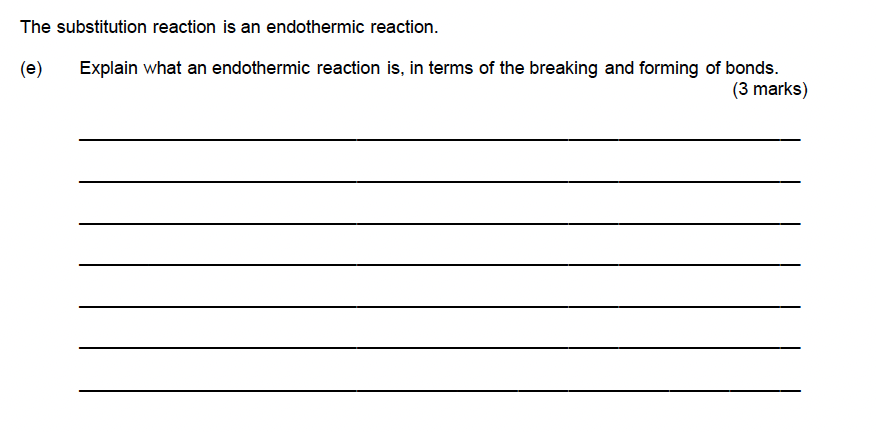 The substitution reaction is an endothermic reaction.
(e) Explain what an endothermic reaction is, in terms of the breaking and forming of bonds.
(3 marks)